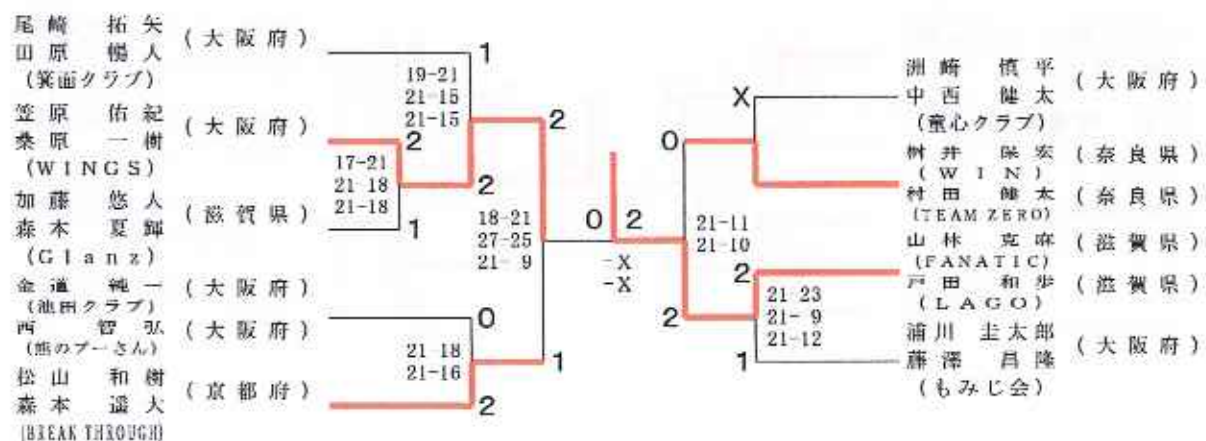 尾崎 拓矢
田原 暢人
(大阪府)
(箕面クラブ)
笠原 佑紀
桑原 一樹
(大阪府)
(WINGS)
加藤 悠人
森本 夏輝
(滋賀県)
(Glanz)
金道 純一
(大阪府)
(池田クラブ)
西 智弘
(大阪府)
(熊のプーさん)
松山 和樹
森本 遥大
(京都府)
(BREAK THROUGH)
1
19-21
21-15
21-15
2
2
17-21
21-18
21-18
2
1
18-21
27-25
21- 9
0
21-18
21-16
1
2
0 2
-X
-X
X
0
21-11
21-10
2
2
21-23
21- 9
21-12
1
洲崎 慎平
中西 健太
(大阪府)
(童心クラブ)
桝井 保宏
(奈良県)
(WIN)
村田 健太
(奈良県)
(TEAM ZERO)
山林 克麻
(滋賀県)
(FANATIC)
戸田 和歩
(滋賀県)
(LAGO)
浦川 圭太郎
藤澤 昌隆
(大阪府)
(もみじ会)